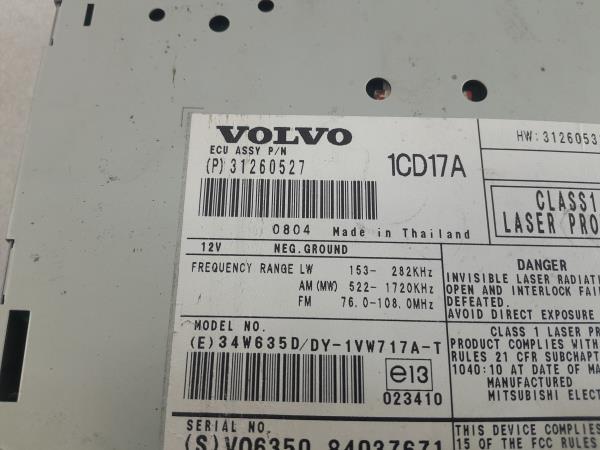 VOLVO
ECU ASSY P/N
(P) 31260527
1CD17A
0804 Made in Thailand
12V NEG.GROUND
FREQUENCY RANGE LW 153- 282KHz
AM(MW) 522- 1720KHz
FM 76.0-108.0MHz
MODEL NO.
(E)34W635D/DY-1VW717A-T
e13
023410
SERIAL NO.
(S)V06350 84037671
HW:3126053
CLASS1
LASER PRO
DANGER
INVISIBLE LASER RADIAT
OPEN AND INTERLOCK FAI
DEFEATED.
AVOID DIRECT EXPOSURE
CLASS 1 LASER PR
PRODUCT COMPLIES WITH
RULES 21 CFR SUBCHAPT
1040:10 AT DATE OF MA
MANUFACTURED
MITSUBISHI ELEC
THIS DEVICE COMPLIES
15 OF THE FCC RULES